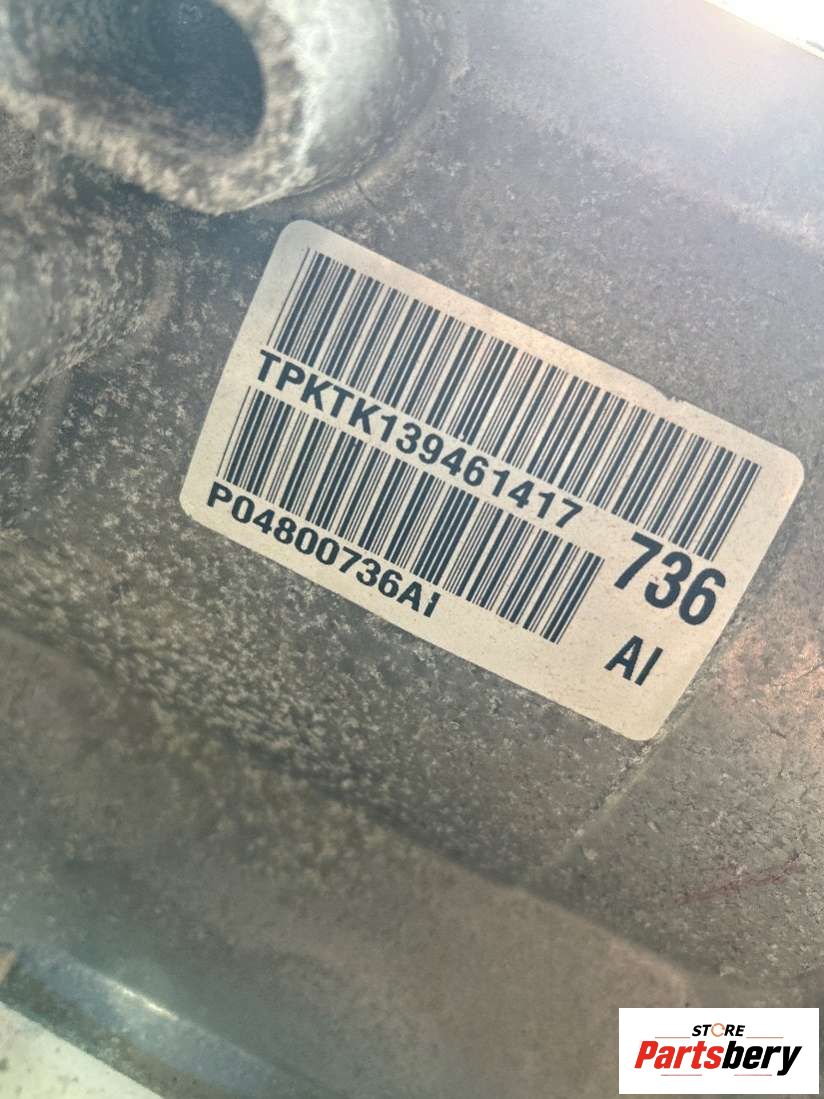 TPKTK139461417
P04800736AI
736
AI
STORE
Partsbery